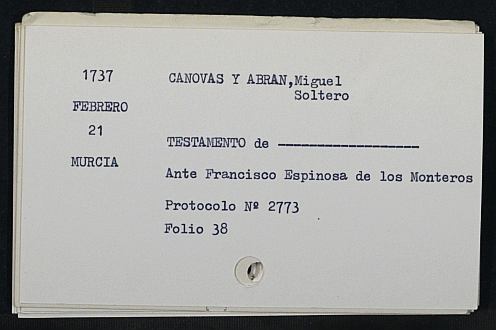 1737
FEBRERO
21
MURCIA
CANOVAS Y ABRAN,Miguel
Soltero
TESTAMENTO de ------------------
Ante Francisco Espinosa de los Monteros
Protocolo Nº 2773
Folio 38